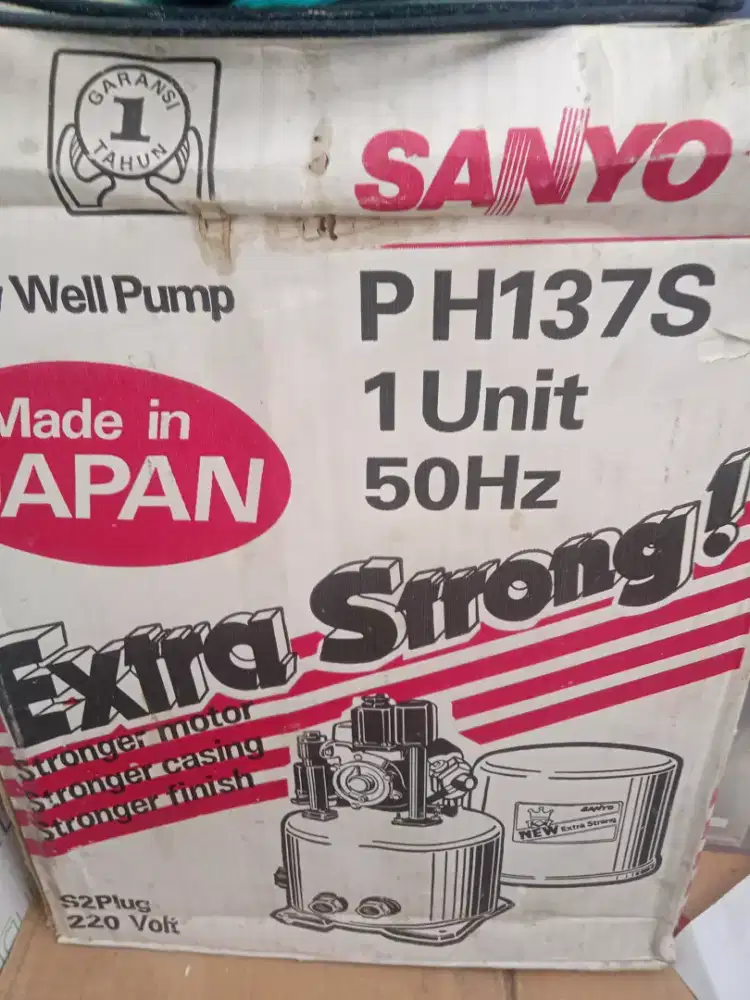 GARANSI
1
TAHUN
SANYO
Well Pump
PH137S
1 Unit
50Hz
Made in
JAPAN
Extra Strong!
Stronger motor
Stronger casing
Stronger finish
SANYO
NEW Extra Strong
S2Plug
220 Volt